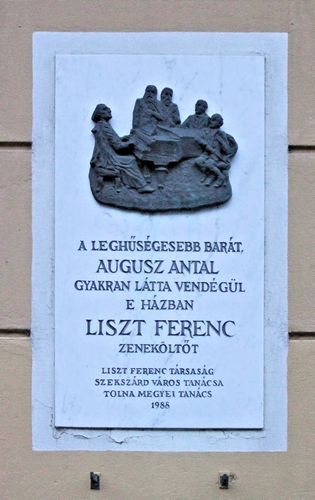 A LEGHŰSÉGESEBB BARÁT,
AUGUSZ ANTAL
GYAKRAN LÁTTA VENDÉGÜL
E HÁZBAN
LISZT FERENC
ZENEKÖLTŐT
LISZT FERENC TÁRSASÁG
SZEKSZÁRD VÁROS TANÁCSA
TOLNA MEGYEI TANÁCS
1988